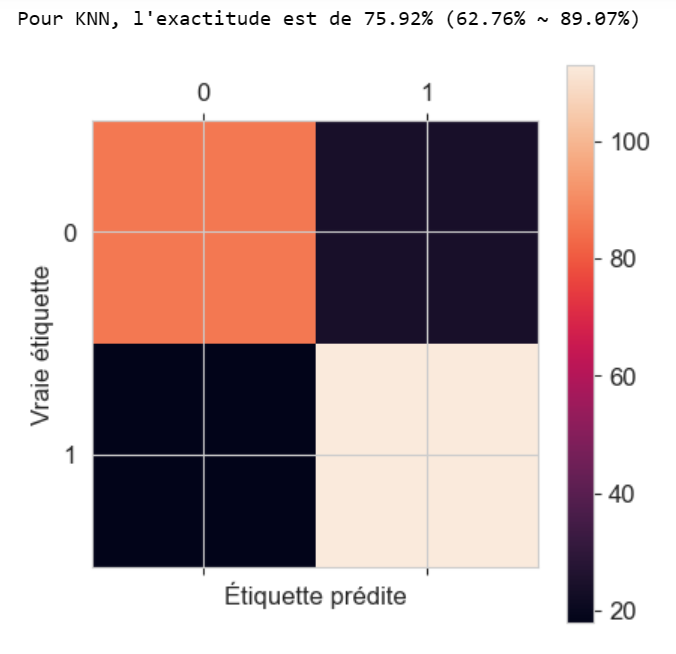 Pour KNN, l'exactitude est de 75.92% (62.76% ~ 89.07%)
0 1
100
80
60
40
20
0
1
Vraie étiquette
Étiquette prédite